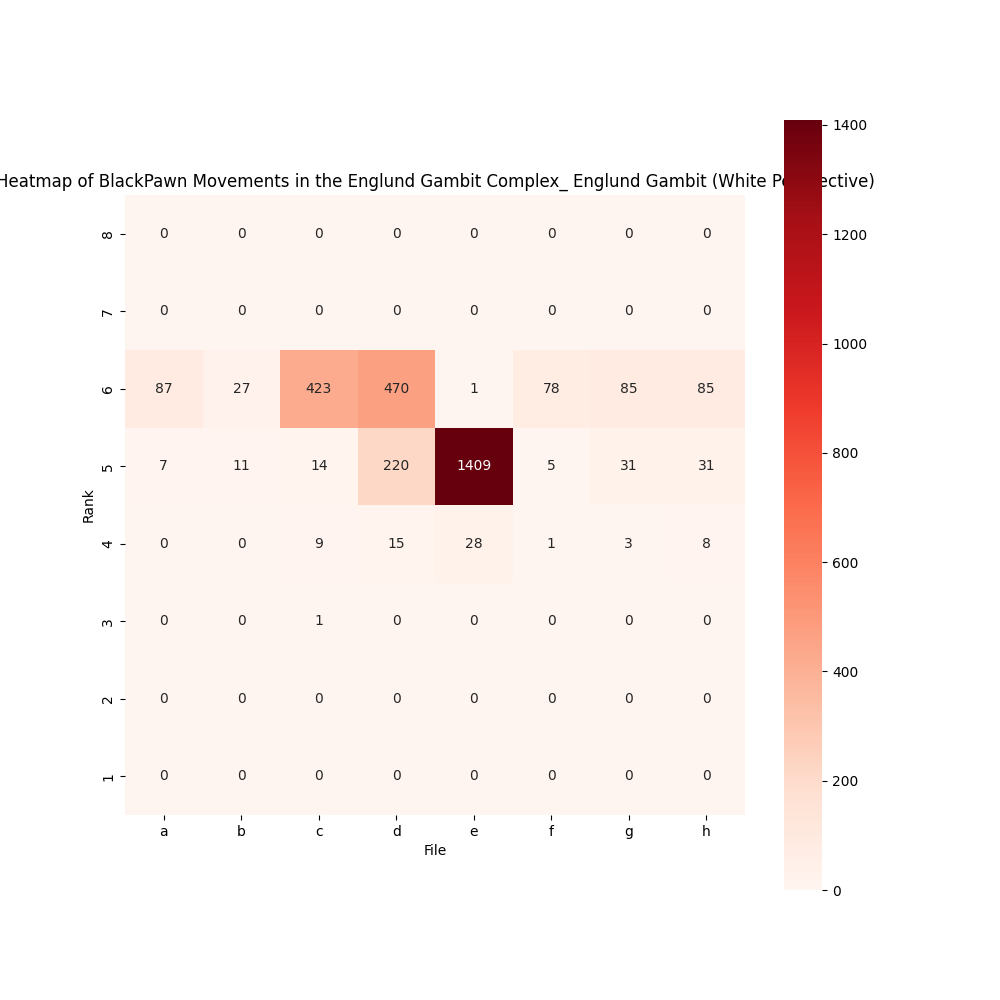 Heatmap of BlackPawn Movements in the Englund Gambit Complex_ Englund Gambit (White P ective)
8 0 0 0 0 0 0 0 0
7 0 0 0 0 0 0 0 0
6 87 27 423 470 1 78 85 85
5 7 11 14 220 1409 5 31 31
4 0 0 9 15 28 1 3 8
3 0 0 1 0 0 0 0 0
2 0 0 0 0 0 0 0 0
1 0 0 0 0 0 0 0 0
a b c d e f g h
File
Rank
1400
1200
1000
800
600
400
200
0